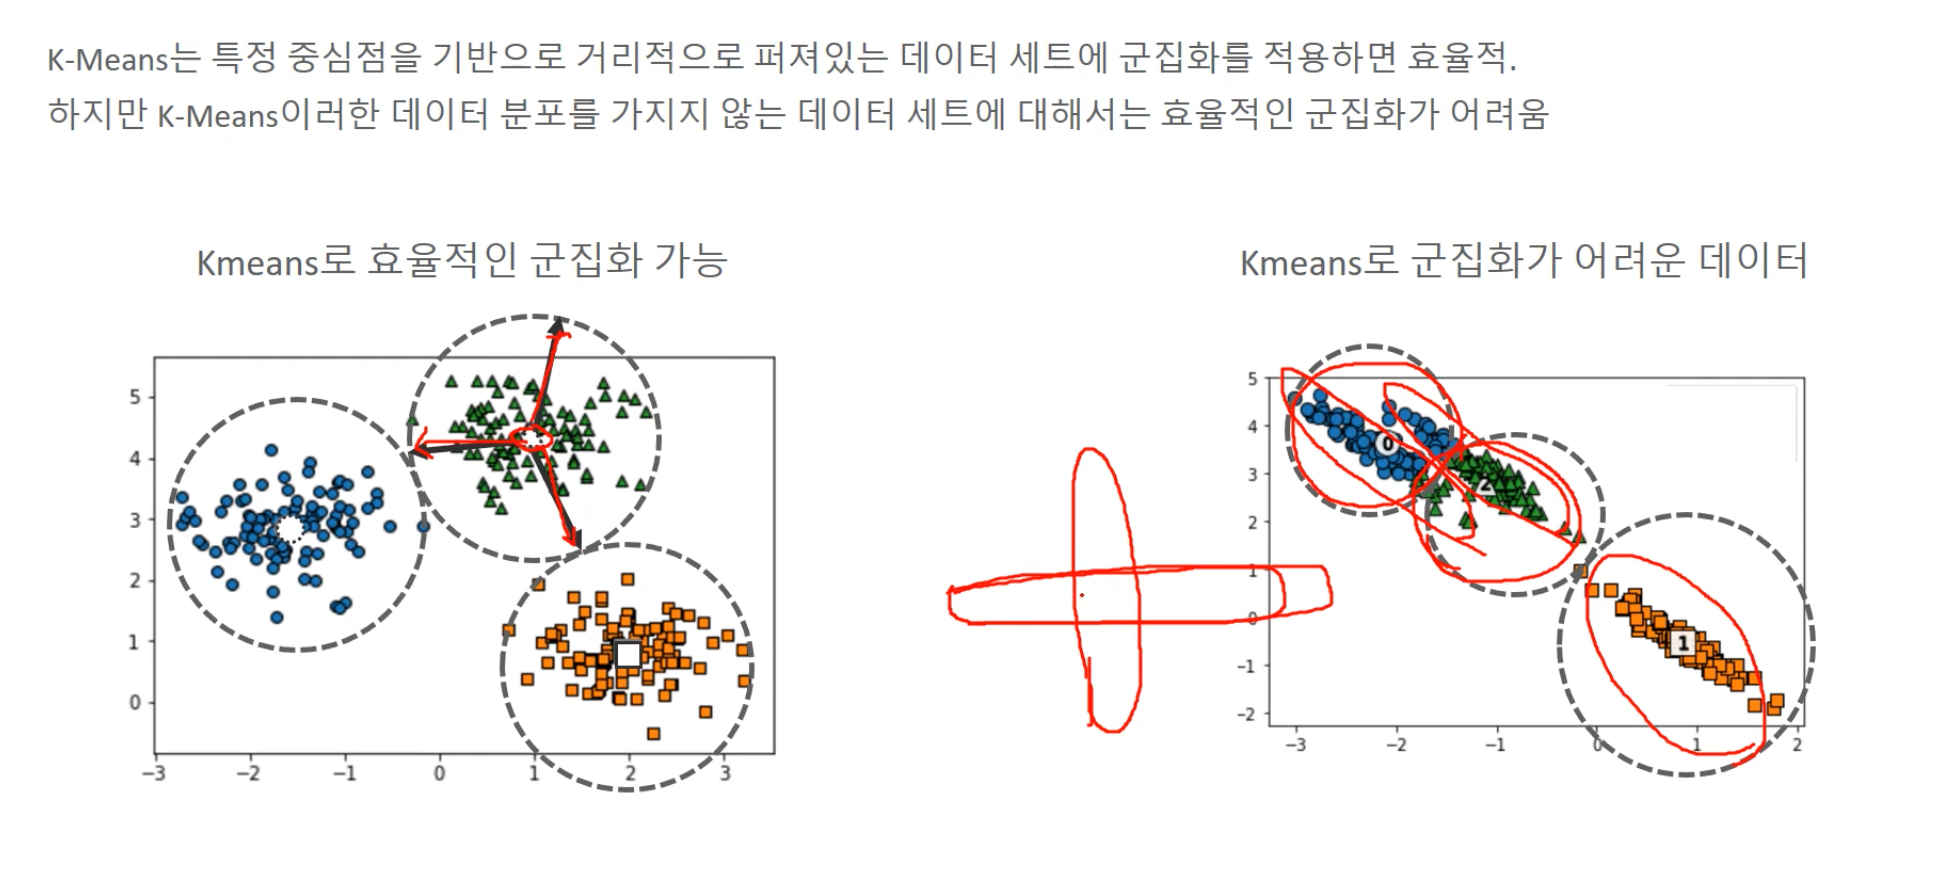 K-Means는 특정 중심점을 기반으로 거리적으로 퍼져있는 데이터 세트에 군집화를 적용하면 효율적.
하지만 K-Means이러한 데이터 분포를 가지지 않는 데이터 세트에 대해서는 효율적인 군집화가 어려움
Kmeans로 효율적인 군집화 가능
5
4
3
2
1
0
−3 −2 −1 0 1 2 3
Kmeans로 군집화가 어려운 데이터
5
4
3
2
1
0
−1
−2
0
2
1
−3 −2 −1 0 1 2